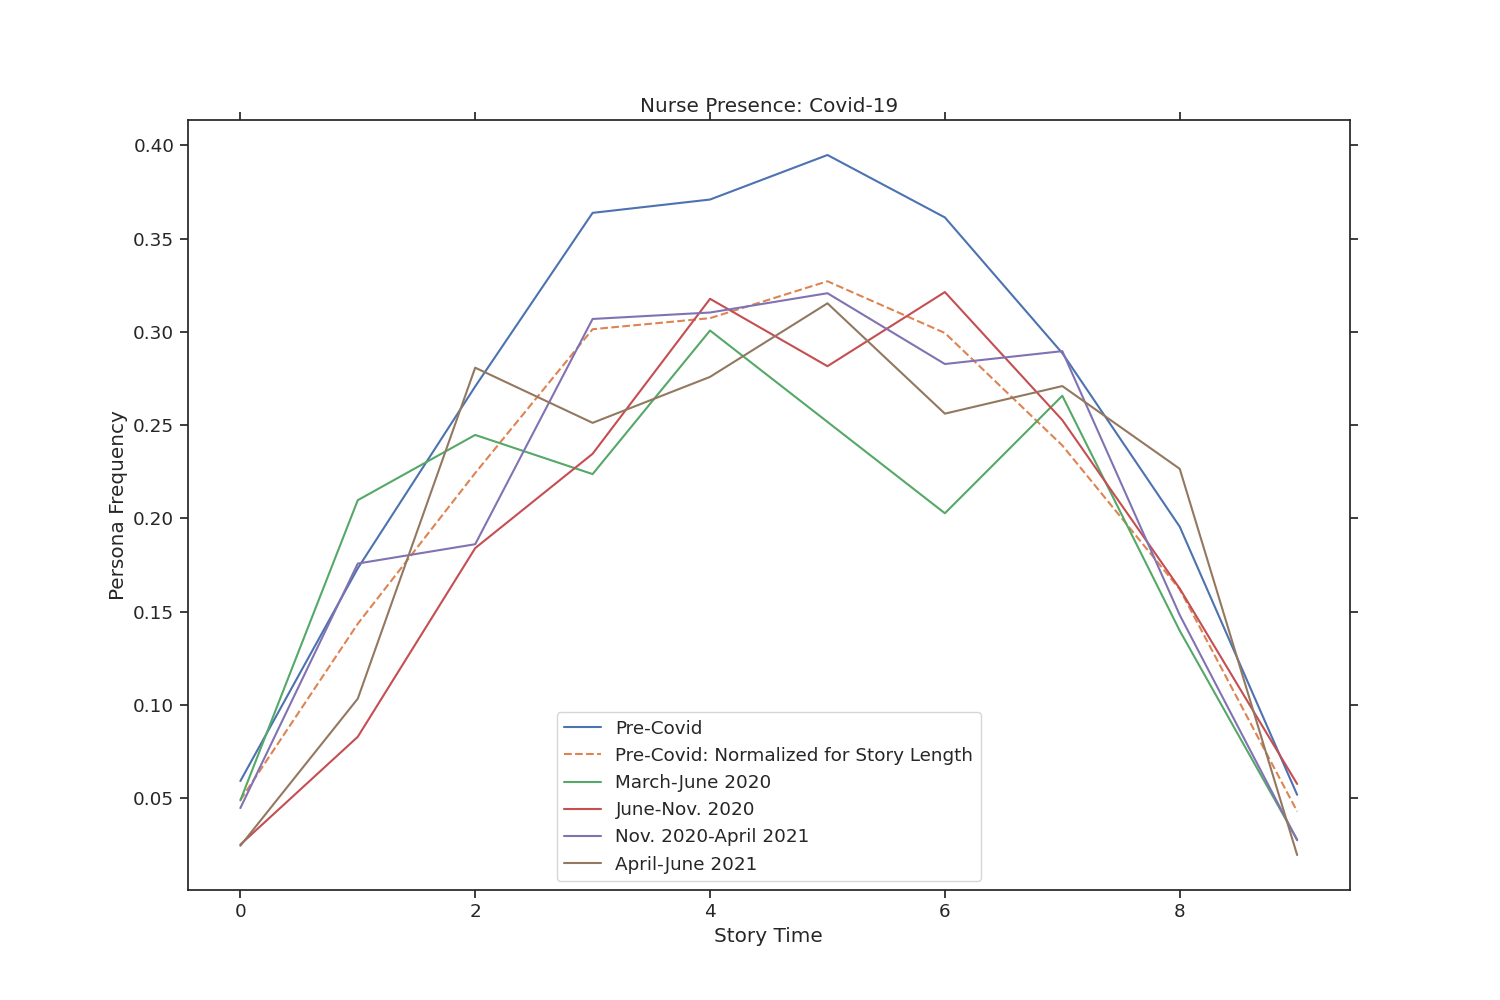 Nurse Presence: Covid-19
Persona Frequency
0.40
0.35
0.30
0.25
0.20
0.15
0.10
0.05
Pre-Covid
Pre-Covid: Normalized for Story Length
March-June 2020
June-Nov. 2020
Nov. 2020-April 2021
April-June 2021
0 2 4 6 8
Story Time